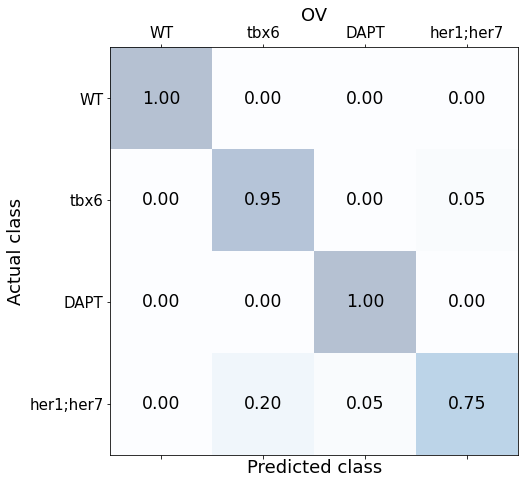 OV
WT tbx6 DAPT her1;her7
WT 1.00 0.00 0.00 0.00
tbx6 0.00 0.95 0.00 0.05
Actual class
DAPT 0.00 0.00 1.00 0.00
her1;her7 0.00 0.20 0.05 0.75
Predicted class